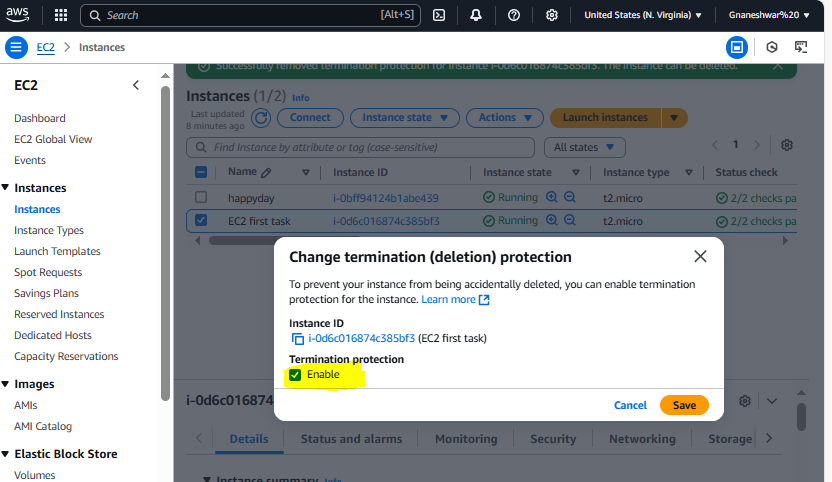 aws
Search [Alt+S] United States (N. Virginia) Gnaneshwar%20
EC2 > Instances
EC2
Dashboard
EC2 Global View
Events
Instances
Instances
Instance Types
Launch Templates
Spot Requests
Savings Plans
Reserved Instances
Dedicated Hosts
Capacity Reservations
Images
AMIs
AMI Catalog
Elastic Block Store
Volumes
Successfully removed termination protection for instance i-0d6c016874c385bf3. The instance can be deleted.
Instances (1/2) Info
Last updated
8 minutes ago
Connect Instance state Actions Launch instances
Find Instance by attribute or tag (case-sensitive) All states 1
Name Instance ID Instance state Instance type Status check
happyday i-0bff94124b1abe439 Running t2.micro 2/2 checks pa
EC2 first task i-0d6c016874c385bf3 Running t2.micro 2/2 checks pa
Change termination (deletion) protection
To prevent your instance from being accidentally deleted, you can enable termination
protection for the instance. Learn more
Instance ID
i-0d6c016874c385bf3 (EC2 first task)
Termination protection
Enable
Cancel Save
i-0d6c016874
Details Status and alarms Monitoring Security Networking Storage
Instance summary Info